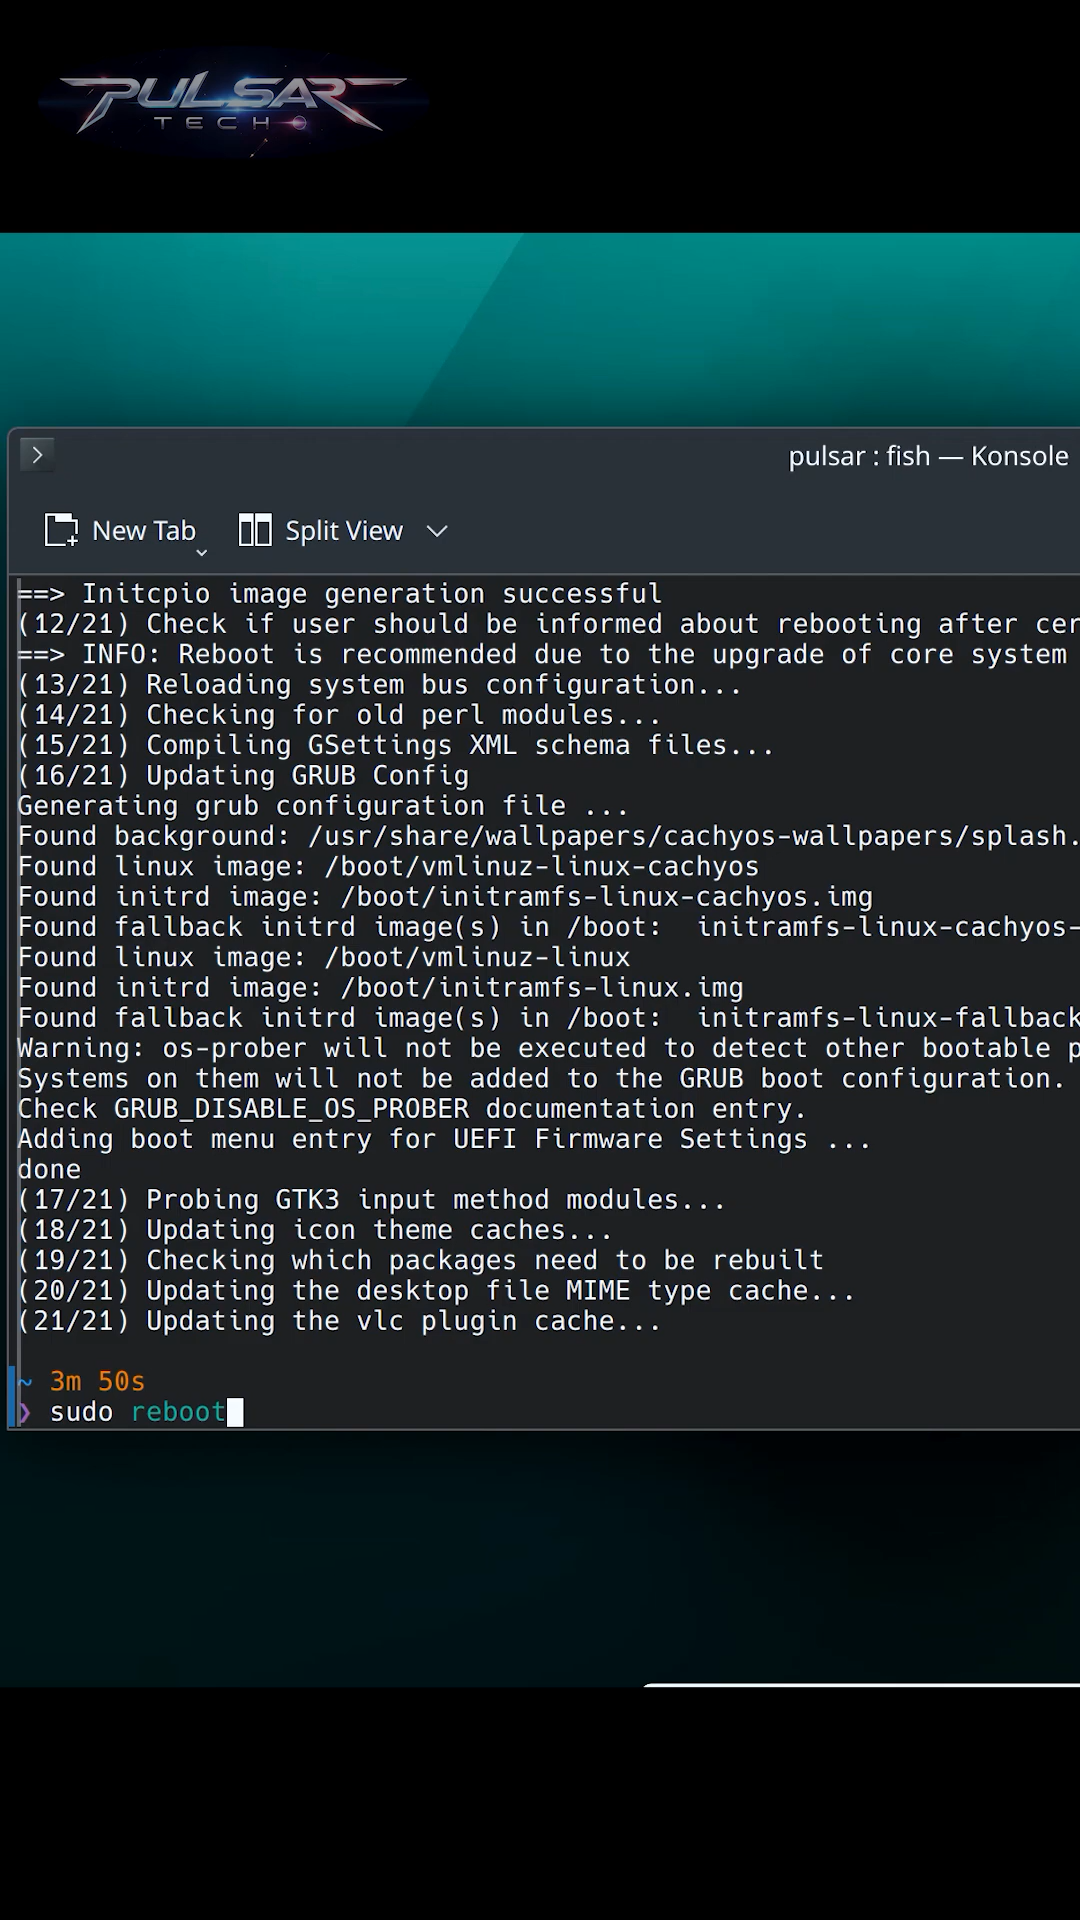 PULSAR
TECH
pulsar : fish — Konsole
New Tab
Split View
==> Initcpio image generation successful
(12/21) Check if user should be informed about rebooting after cer
==> INFO: Reboot is recommended due to the upgrade of core system
(13/21) Reloading system bus configuration...
(14/21) Checking for old perl modules...
(15/21) Compiling GSettings XML schema files...
(16/21) Updating GRUB Config
Generating grub configuration file ...
Found background: /usr/share/wallpapers/cachyos-wallpapers/splash.
Found linux image: /boot/vmlinuz-linux-cachyos
Found initrd image: /boot/initramfs-linux-cachyos.img
Found fallback initrd image(s) in /boot:  initramfs-linux-cachyos-
Found linux image: /boot/vmlinuz-linux
Found initrd image: /boot/initramfs-linux.img
Found fallback initrd image(s) in /boot:  initramfs-linux-fallback
Warning: os-prober will not be executed to detect other bootable p
Systems on them will not be added to the GRUB boot configuration.
Check GRUB_DISABLE_OS_PROBER documentation entry.
Adding boot menu entry for UEFI Firmware Settings ...
done
(17/21) Probing GTK3 input method modules...
(18/21) Updating icon theme caches...
(19/21) Checking which packages need to be rebuilt
(20/21) Updating the desktop file MIME type cache...
(21/21) Updating the vlc plugin cache...
~ 3m 50s
❯ sudo reboot